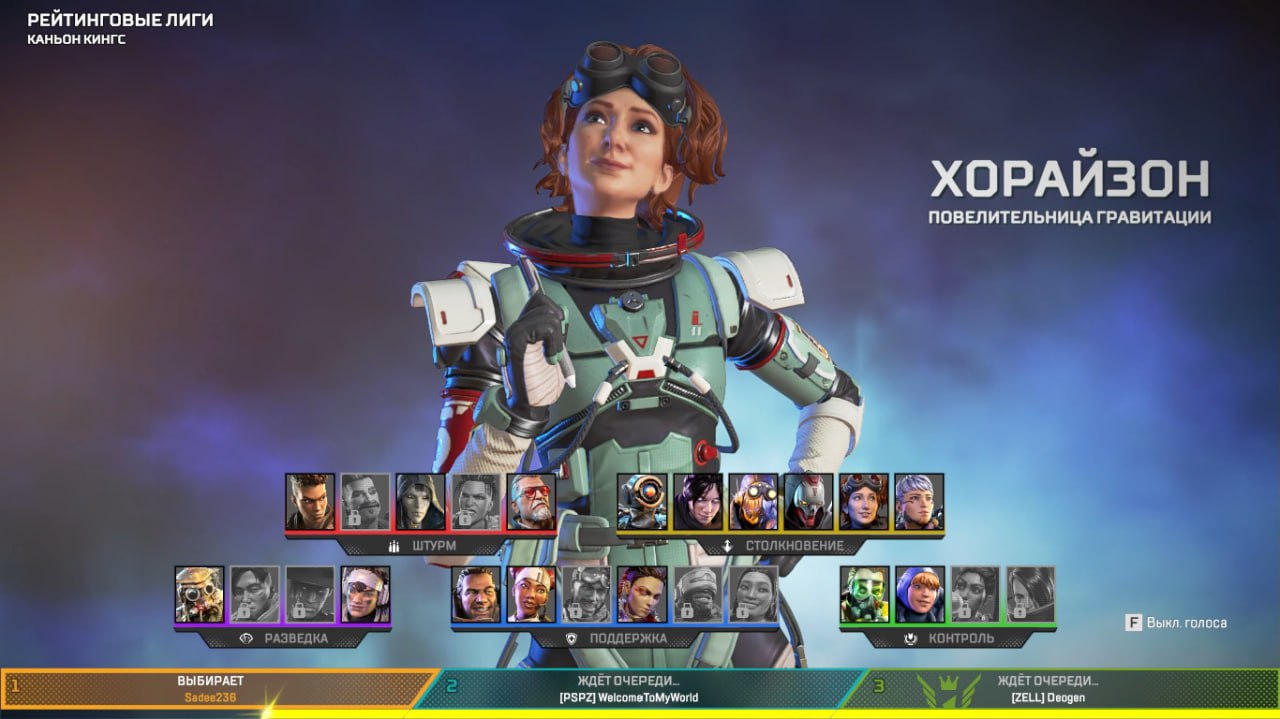 РЕЙТИНГОВЫЕ ЛИГИ
КАНЬОН КИНГС
ХОРАЙЗОН
ПОВЕЛИТЕЛЬНИЦА ГРАВИТАЦИИ
ШТУРМ
СТОЛКНОВЕНИЕ
РАЗВЕДКА
ПОДДЕРЖКА
КОНТРОЛЬ
F Выкл. голоса
1
ВЫБИРАЕТ
Sadee236
2
ЖДЁТ ОЧЕРЕДИ...
[PSPZ] WelcomeToMyWorld
3
ЖДЁТ ОЧЕРЕДИ...
[ZELL] Deogen